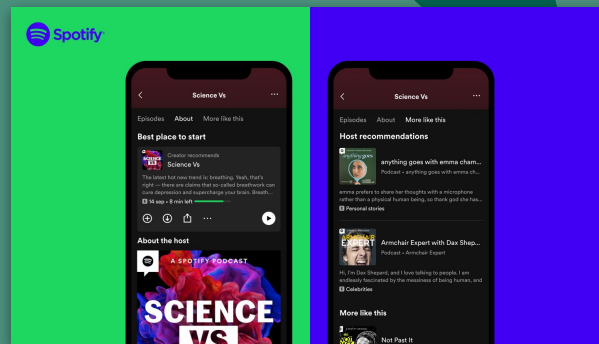 Spotify
Science Vs
Episodes About More like this
Best place to start
Creator recommends
Science Vs
The latest hot new trend is: breathing. Yeah, that's
right — there are claims that so-called breathwork can
cure depression and supercharge your brain. Breath...
E 14 sep • 8 min left
About the host
A SPOTIFY PODCAST
SCIENCE
VS
Science Vs
Episodes About More like this
Host recommendations
anything goes
anything goes with emma cham...
Podcast • anything goes with emma ch...
emma prefers to share her thoughts with a microphone
rather than a physical human being, so thank god she has...
E Personal stories
ARMCHAIR
EXPERT
Armchair Expert with Dax Shep...
Podcast • Armchair Expert
Hi, I'm Dax Shepard, and I love talking to people. I am
endlessly fascinated by the messiness of being human, and
E Celebrities
More like this
Not Past It